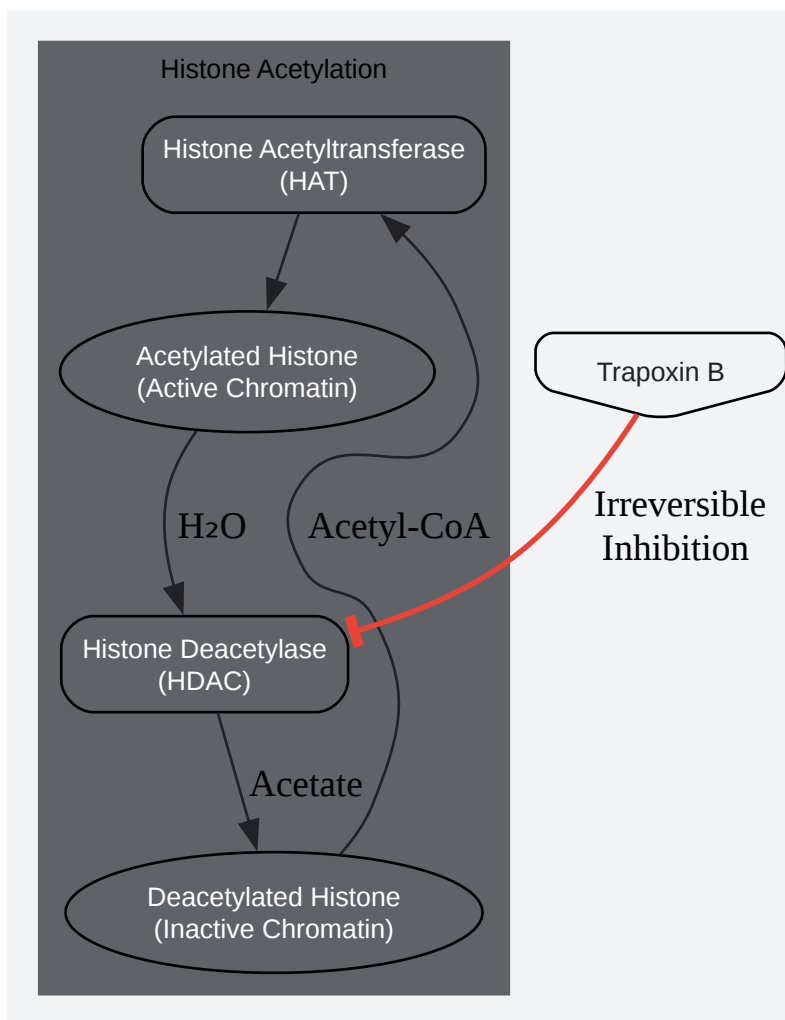 Histone Acetylation
Histone Acetyltransferase
(HAT)
Acetylated Histone
(Active Chromatin)
Trapoxin B
H₂O
Acetyl-CoA
Irreversible
Inhibition
Histone Deacetylase
(HDAC)
Acetate
Deacetylated Histone
(Inactive Chromatin)